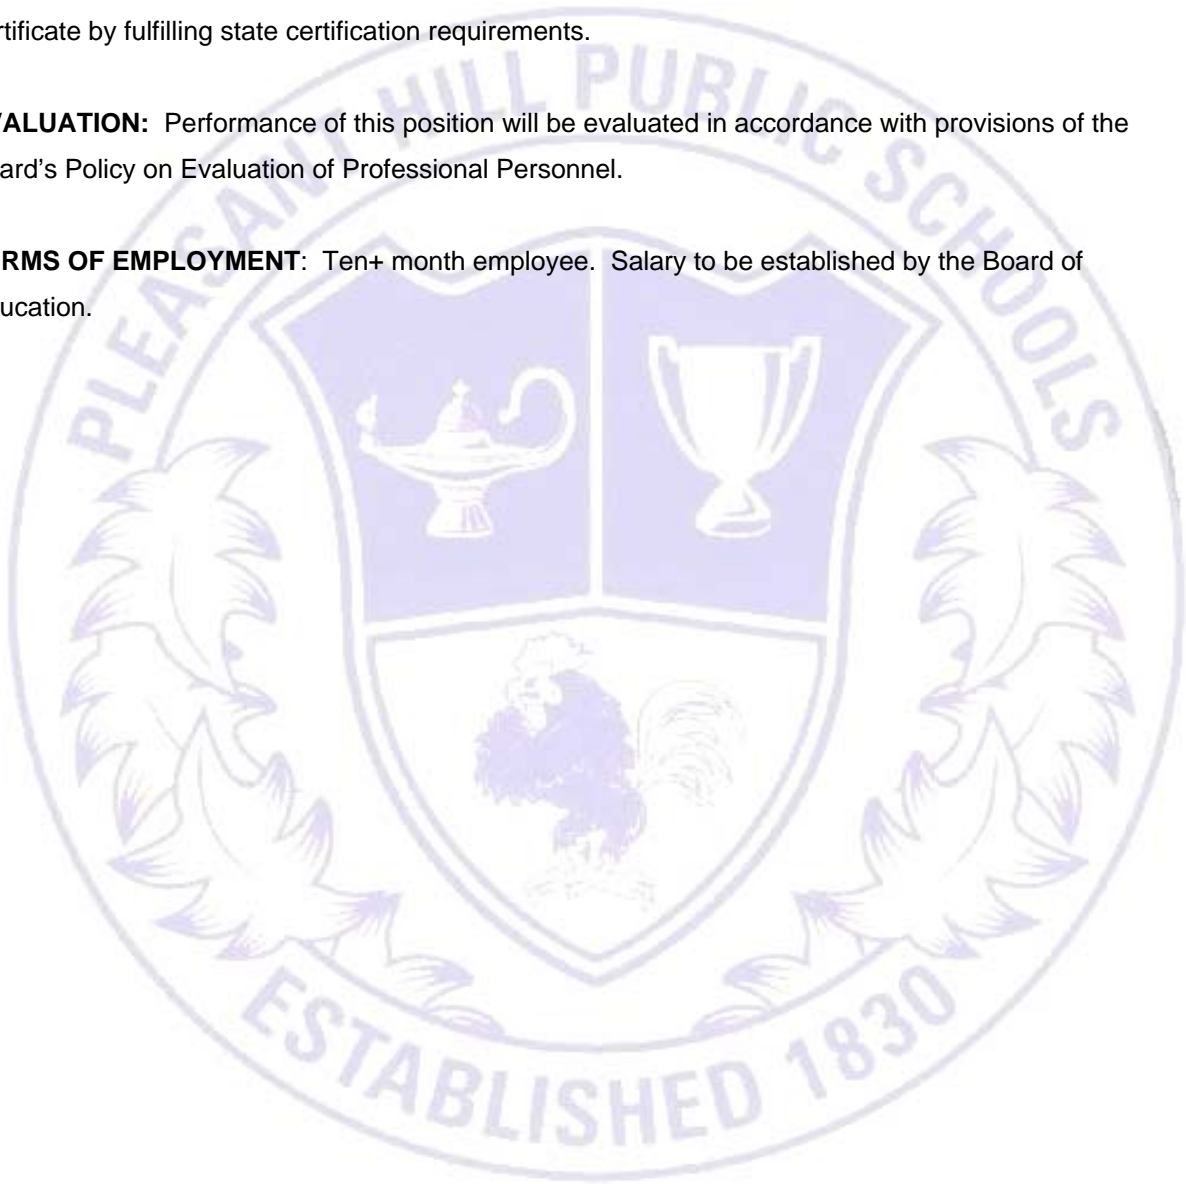 rtificate by fulfilling state certification requirements.
VALUATION: Performance of this position will be evaluated in accordance with provisions of the
ard's Policy on Evaluation of Professional Personnel.
RMS OF EMPLOYMENT: Ten+ month employee. Salary to be established by the Board of
ucation.
PLEASANT HILL PUBLIC SCHOOLS
ESTABLISHED 1830